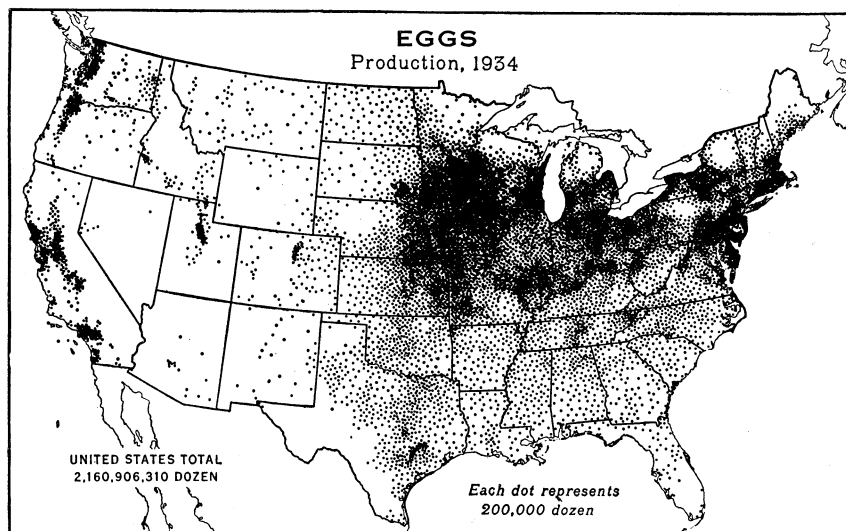 EGGS
Production, 1934
UNITED STATES TOTAL
2,160,906,310 DOZEN
Each dot represents
200,000 dozen